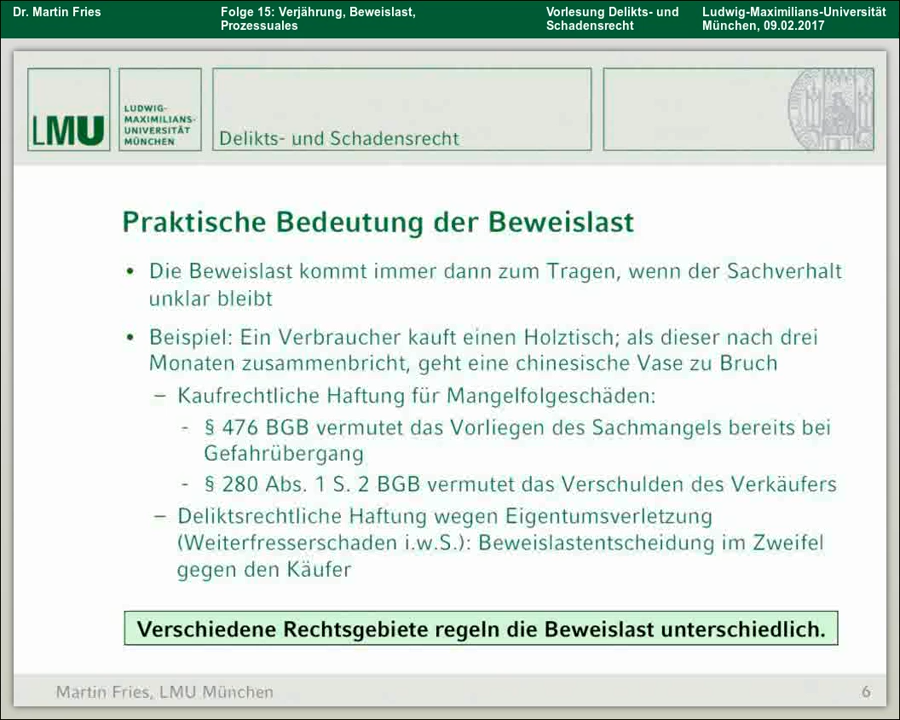 Dr. Martin Fries
Folge 15: Verjährung, Beweislast,
Prozessuales
Vorlesung Delikts- und
Schadensrecht
Ludwig-Maximilians-Universität
München, 09.02.2017
LMU
LUDWIG-
MAXIMILIANS-
UNIVERSITÄT
MÜNCHEN
Delikts- und Schadensrecht
Praktische Bedeutung der Beweislast
• Die Beweislast kommt immer dann zum Tragen, wenn der Sachverhalt
unklar bleibt
• Beispiel: Ein Verbraucher kauft einen Holztisch; als dieser nach drei
Monaten zusammenbricht, geht eine chinesische Vase zu Bruch
– Kaufrechtliche Haftung für Mangelfolgeschäden:
- § 476 BGB vermutet das Vorliegen des Sachmangels bereits bei
Gefahrübergang
- § 280 Abs. 1 S. 2 BGB vermutet das Verschulden des Verkäufers
– Deliktsrechtliche Haftung wegen Eigentumsverletzung
(Weiterfresserschaden i.w.S.): Beweislastentscheidung im Zweifel
gegen den Käufer
Verschiedene Rechtsgebiete regeln die Beweislast unterschiedlich.
Martin Fries, LMU München
6